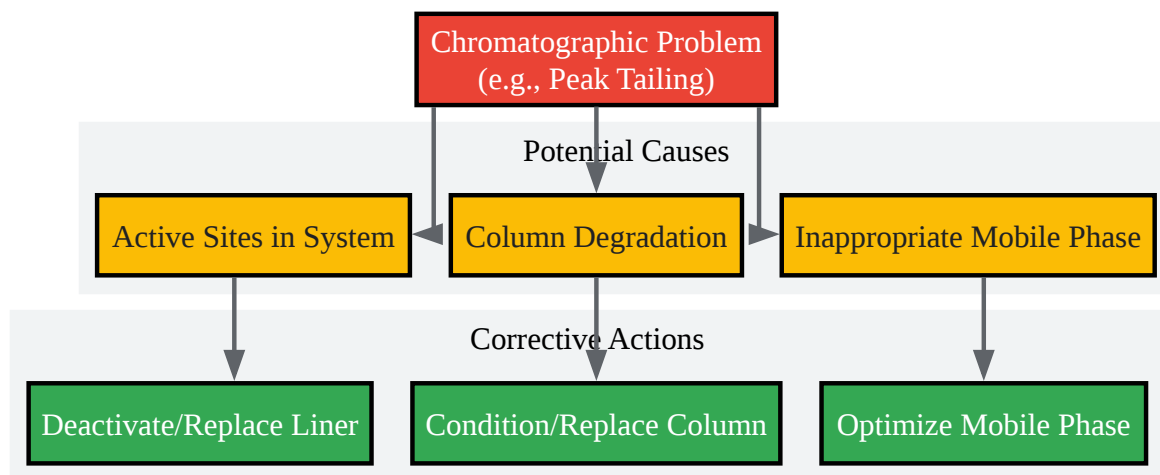 Chromatographic Problem
(e.g., Peak Tailing)
Potential Causes
Active Sites in System
Column Degradation
Inappropriate Mobile Phase
Corrective Actions
Deactivate/Replace Liner
Condition/Replace Column
Optimize Mobile Phase